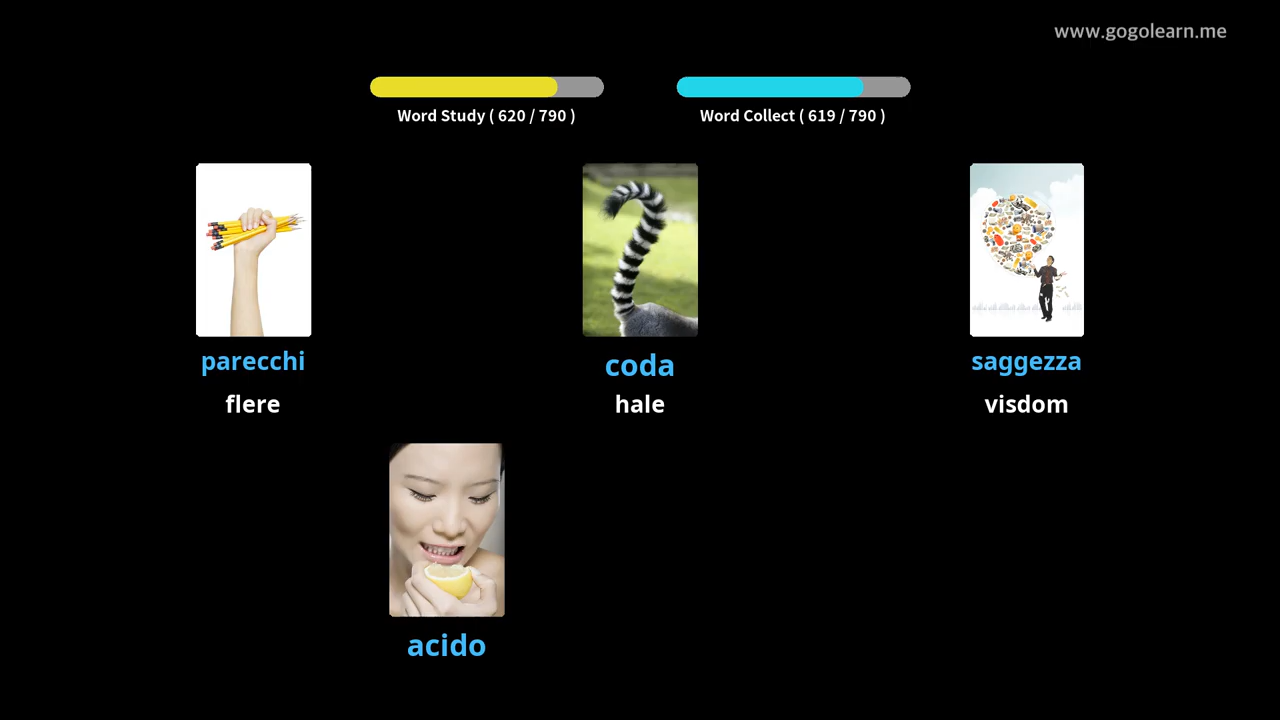 www.gogolearn.me
Word Study ( 620 / 790 )
Word Collect ( 619 / 790 )
parecchi
coda
saggezza
flere
hale
visdom
acido